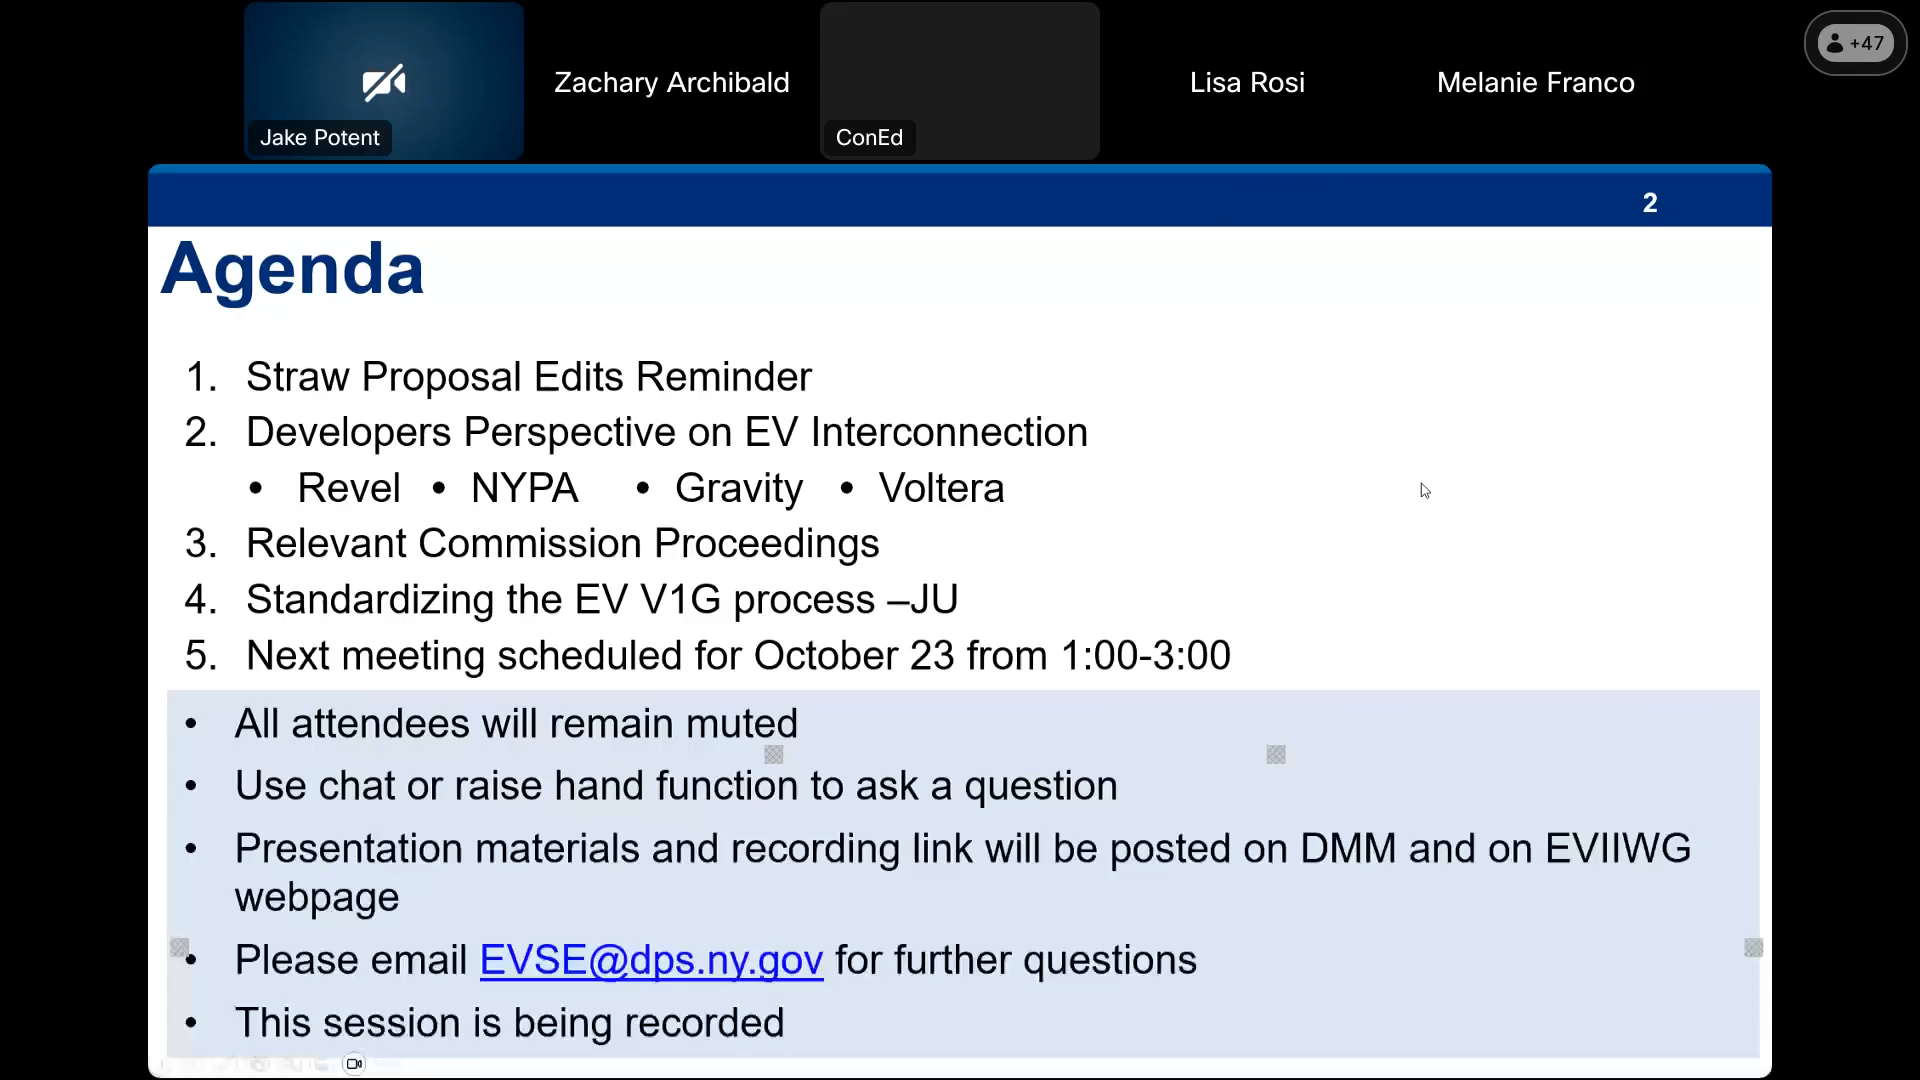 +47
Zachary Archibald
Lisa Rosi
Melanie Franco
Jake Potent
ConEd
2
Agenda
1. Straw Proposal Edits Reminder
2. Developers Perspective on EV Interconnection
• Revel • NYPA • Gravity • Voltera
3. Relevant Commission Proceedings
4. Standardizing the EV V1G process –JU
5. Next meeting scheduled for October 23 from 1:00-3:00
• All attendees will remain muted
• Use chat or raise hand function to ask a question
• Presentation materials and recording link will be posted on DMM and on EVIIWG
webpage
• Please email EVSE@dps.ny.gov for further questions
• This session is being recorded